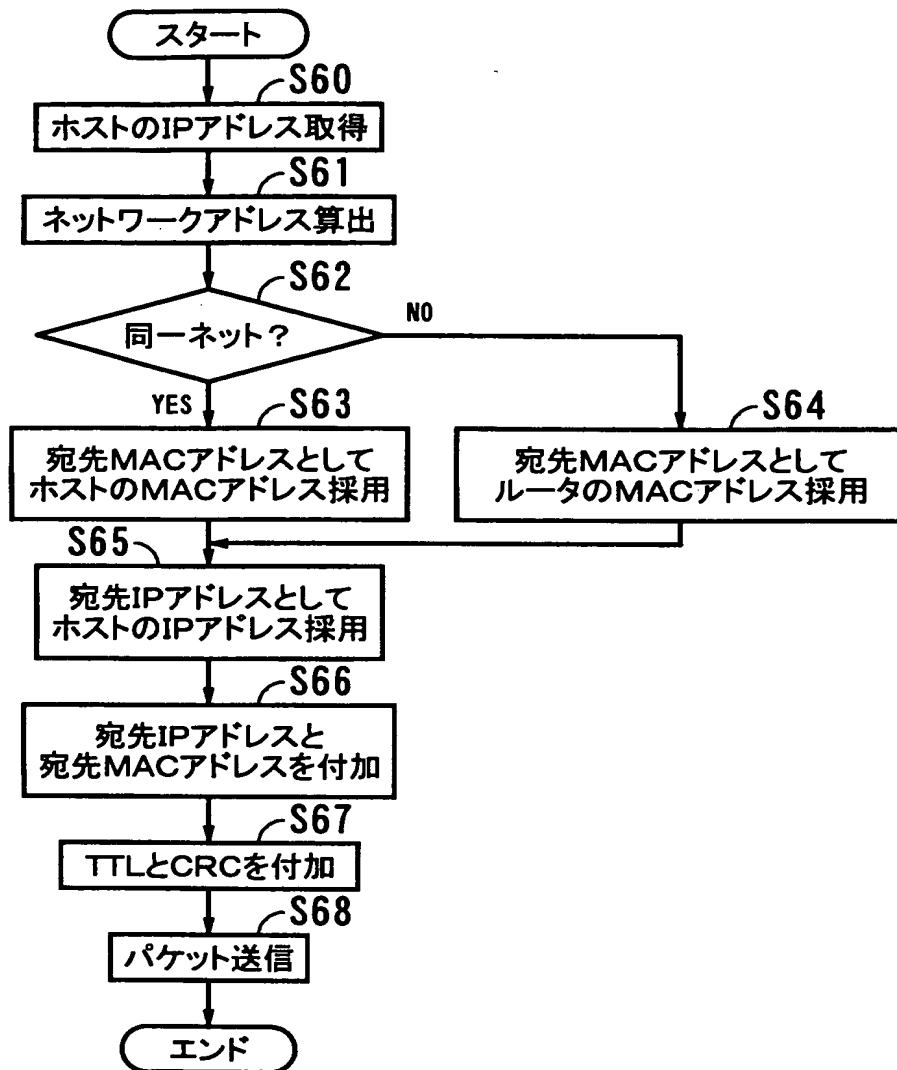 スタート
S60
ホストのIPアドレス取得
S61
ネットワークアドレス算出
S62
同一ネット?
NO
YES
S63
宛先MACアドレスとして
ホストのMACアドレス採用
S64
宛先MACアドレスとして
ルータのMACアドレス採用
S65
宛先IPアドレスとして
ホストのIPアドレス採用
S66
宛先IPアドレスと
宛先MACアドレスを付加
S67
TTLとCRCを付加
S68
パケット送信
エンド